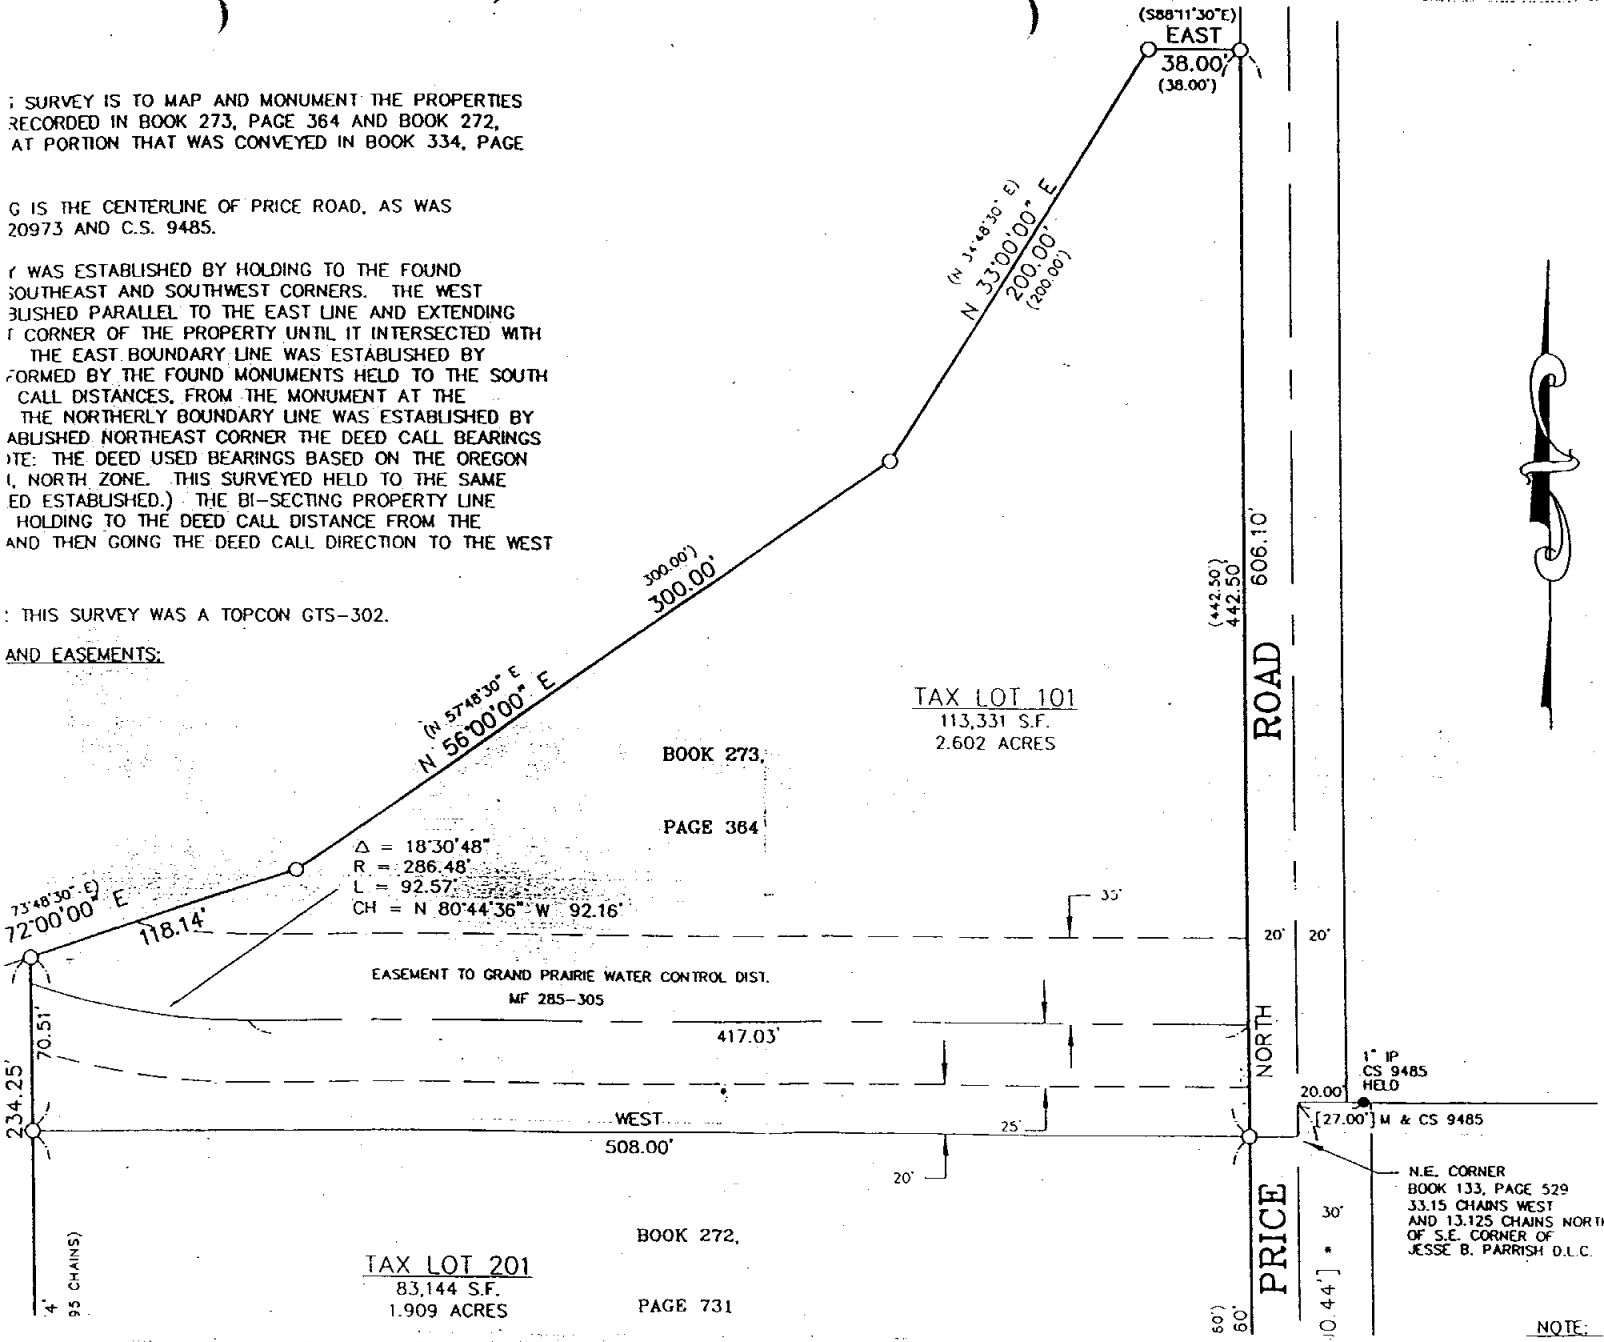 SURVEY IS TO MAP AND MONUMENT THE PROPERTIES
RECORDED IN BOOK 273, PAGE 364 AND BOOK 272,
AT PORTION THAT WAS CONVEYED IN BOOK 334, PAGE
G IS THE CENTERLINE OF PRICE ROAD, AS WAS
20973 AND C.S. 9485.
WAS ESTABLISHED BY HOLDING TO THE FOUND
SOUTHEAST AND SOUTHWEST CORNERS. THE WEST
BLISHED PARALLEL TO THE EAST LINE AND EXTENDING
T CORNER OF THE PROPERTY UNTIL IT INTERSECTED WITH
THE EAST BOUNDARY LINE WAS ESTABLISHED BY
FORMED BY THE FOUND MONUMENTS HELD TO THE SOUTH
CALL DISTANCES, FROM THE MONUMENT AT THE
THE NORTHERLY BOUNDARY LINE WAS ESTABLISHED BY
ABLISHED NORTHEAST CORNER THE DEED CALL BEARINGS
TE: THE DEED USED BEARINGS BASED ON THE OREGON
NORTH ZONE. THIS SURVEYED HELD TO THE SAME
ED ESTABLISHED.) THE BI-SECTING PROPERTY LINE
HOLDING TO THE DEED CALL DISTANCE FROM THE
AND THEN GOING THE DEED CALL DIRECTION TO THE WEST
: THIS SURVEY WAS A TOPCON GTS-302.
AND EASEMENTS:
(S88°11'30"E)
EAST
38.00'
(38.00')
(N 34°48'30" E)
N 33°00'00" E
200.00'
(200.00')
300.00')
300.00'
(N 57°48'30" E
N 56°00'00" E
(442.50')
442.50'
606.10'
ROAD
TAX LOT 101
113,331 S.F.
2.602 ACRES
BOOK 273,
PAGE 364
Δ = 18°30'48"
R = 286.48'
L = 92.57'
CH = N 80°44'36" W 92.16'
73°48'30" E)
72°00'00" E
118.14'
35'
20' 20'
EASEMENT TO GRAND PRAIRIE WATER CONTROL DIST.
MF 285-305
417.03'
70.51'
234.25'
NORTH
1" IP
CS 9485
HELD
20.00'
[27.00'] M & CS 9485
WEST
508.00'
25'
20'
N.E. CORNER
BOOK 133, PAGE 529
33.15 CHAINS WEST
AND 13.125 CHAINS NORTH
OF S.E. CORNER OF
JESSE B. PARRISH D.L.C.
PRICE
30'
0.44'] *
60')
60'
BOOK 272,
PAGE 731
TAX LOT 201
83,144 S.F.
1.909 ACRES
4'
95 CHAINS)
NOTE: